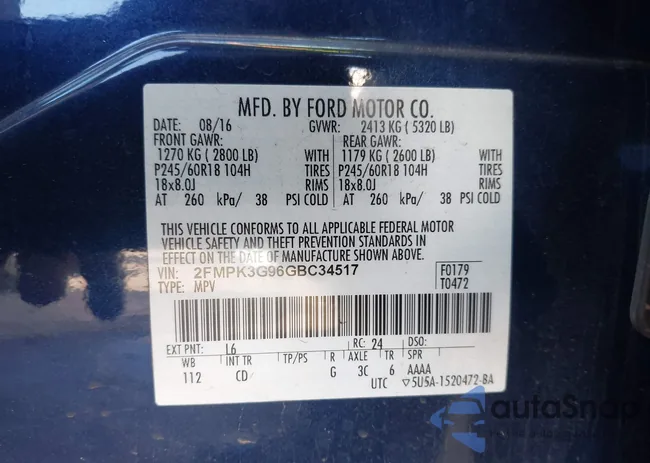 MFD. BY FORD MOTOR CO.
DATE: 08/16 GVWR: 2413 KG ( 5320 LB)
FRONT GAWR: REAR GAWR:
1270 KG ( 2800 LB) WITH 1179 KG ( 2600 LB) WITH
P245/60R18 104H TIRES P245/60R18 104H TIRES
18x8.0J RIMS 18x8.0J RIMS
AT 260 kPa/ 38 PSI COLD AT 260 kPa/ 38 PSI COLD
THIS VEHICLE CONFORMS TO ALL APPLICABLE FEDERAL MOTOR
VEHICLE SAFETY AND THEFT PREVENTION STANDARDS IN
EFFECT ON THE DATE OF MANUFACTURE SHOWN ABOVE.
VIN: 2FMPK3G96GBC34517 F0179
TYPE: MPV T0472
EXT PNT: L6 RC: 24 DSO:
WB INT TR TP/PS R AXLE TR SPR
112 CD G 3C 6 AAAA
UTC ▽5U5A-1520472-BA
autoSnap